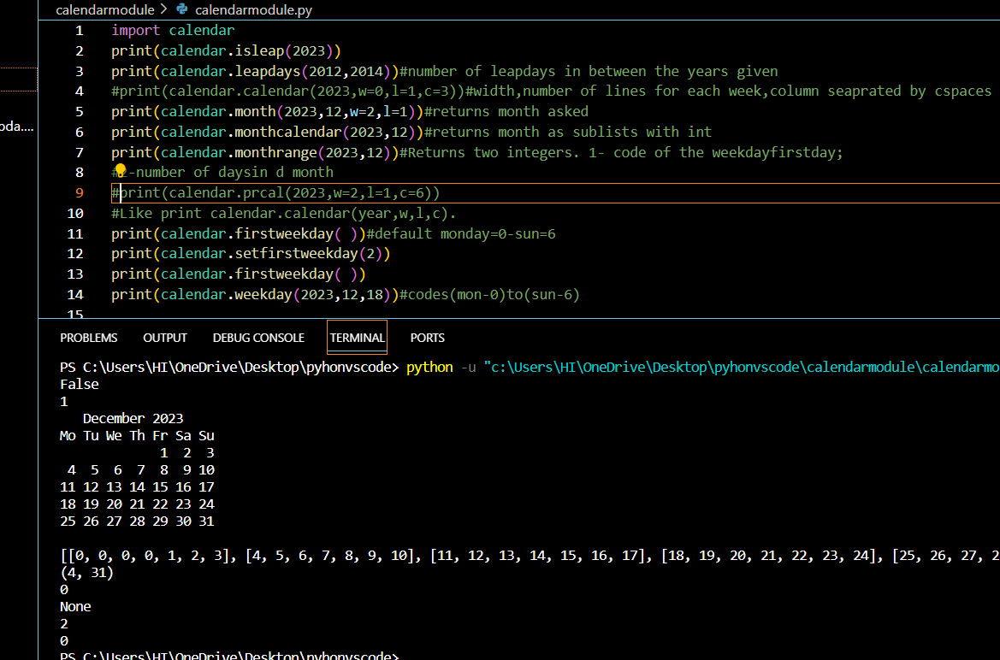 calendarmodule > calendarmodule.py
1 import calendar
2 print(calendar.isleap(2023))
3 print(calendar.leapdays(2012,2014))#number of leapdays in between the years given
4 #print(calendar.calendar(2023,w=0,l=1,c=3))#width,number of lines for each week,column seaprated by cspaces
5 print(calendar.month(2023,12,w=2,l=1))#returns month asked
6 print(calendar.monthcalendar(2023,12))#returns month as sublists with int
oda....
7 print(calendar.monthrange(2023,12))#Returns two integers. 1- code of the weekdayfirstday;
8 #2-number of daysin d month
9 #print(calendar.prcal(2023,w=2,l=1,c=6))
10 #Like print calendar.calendar(year,w,l,c).
11 print(calendar.firstweekday( ))#default monday=0-sun=6
12 print(calendar.setfirstweekday(2))
13 print(calendar.firstweekday( ))
14 print(calendar.weekday(2023,12,18))#codes(mon-0)to(sun-6)
15
PROBLEMS OUTPUT DEBUG CONSOLE TERMINAL PORTS
PS C:\Users\HI\OneDrive\Desktop\pyhonvscode> python -u "c:\Users\HI\OneDrive\Desktop\pyhonvscode\calendarmodule\calendarmo
False
1
December 2023
Mo Tu We Th Fr Sa Su
1 2 3
4 5 6 7 8 9 10
11 12 13 14 15 16 17
18 19 20 21 22 23 24
25 26 27 28 29 30 31
[[0, 0, 0, 0, 1, 2, 3], [4, 5, 6, 7, 8, 9, 10], [11, 12, 13, 14, 15, 16, 17], [18, 19, 20, 21, 22, 23, 24], [25, 26, 27, 2
(4, 31)
0
None
2
0
PS C:\Users\HI\OneDrive\Desktop\pyhonvscode>